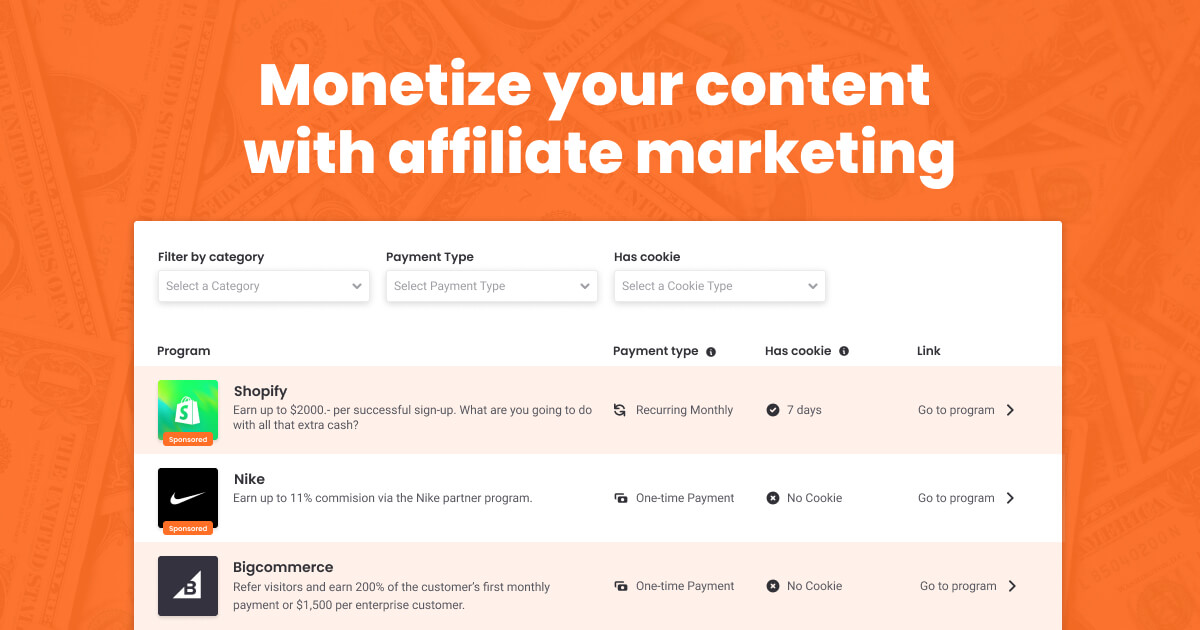 Monetize your content
with affiliate marketing
Filter by category
Payment Type
Has cookie
Select a Category
Select Payment Type
Select a Cookie Type
Program
Payment type
Has cookie
Link
Shopify
Earn up to $2000.- per successful sign-up. What are you going to do
with all that extra cash?
Sponsored
Recurring Monthly
7 days
Go to program
Nike
Earn up to 11% commision via the Nike partner program.
Sponsored
One-time Payment
No Cookie
Go to program
Bigcommerce
Refer visitors and earn 200% of the customer’s first monthly
payment or $1,500 per enterprise customer.
One-time Payment
No Cookie
Go to program